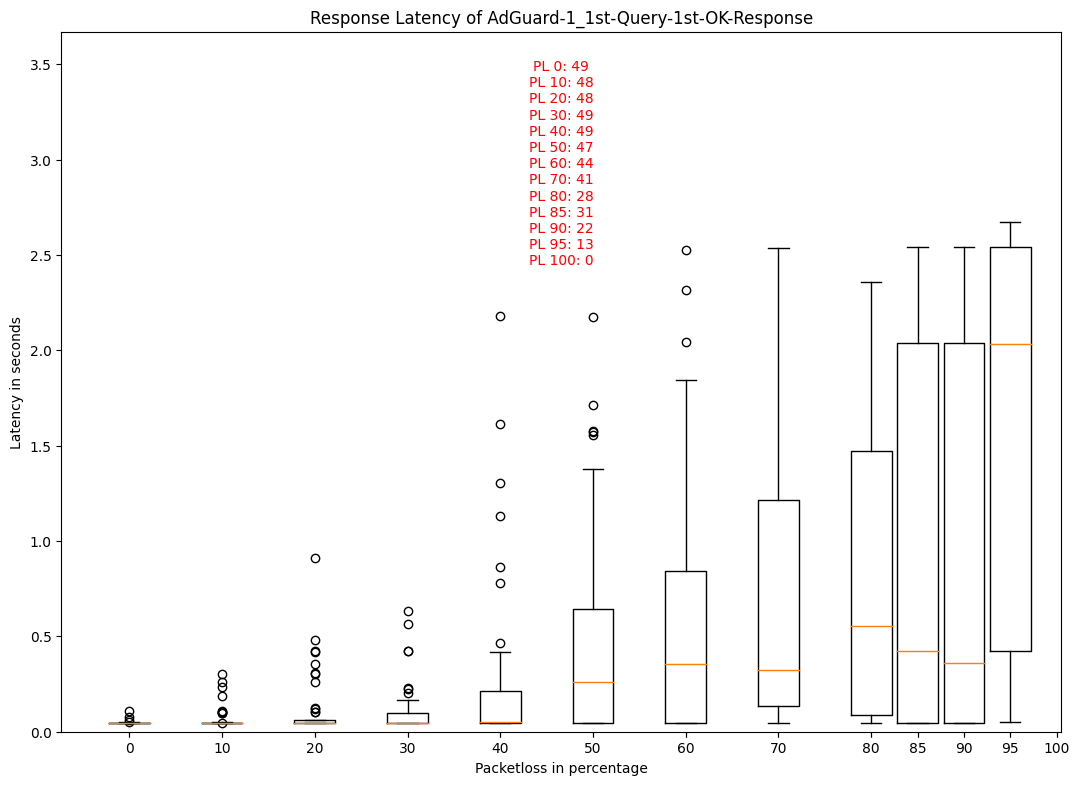 Response Latency of AdGuard-1_1st-Query-1st-OK-Response
3.5
3.0
2.5
2.0
1.5
1.0
0.5
0.0
Latency in seconds
PL 0: 49
PL 10: 48
PL 20: 48
PL 30: 49
PL 40: 49
PL 50: 47
PL 60: 44
PL 70: 41
PL 80: 28
PL 85: 31
PL 90: 22
PL 95: 13
PL 100: 0
0 10 20 30 40 50 60 70 80 85 90 95 100
Packetloss in percentage